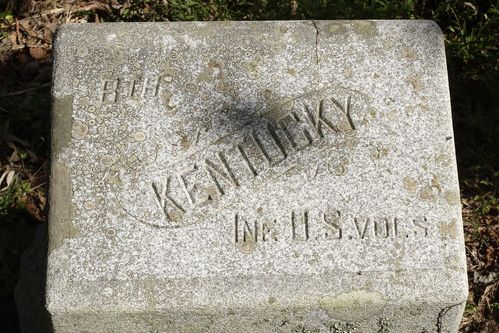 8TH
KENTUCKY
INF. U.S. VOLS.